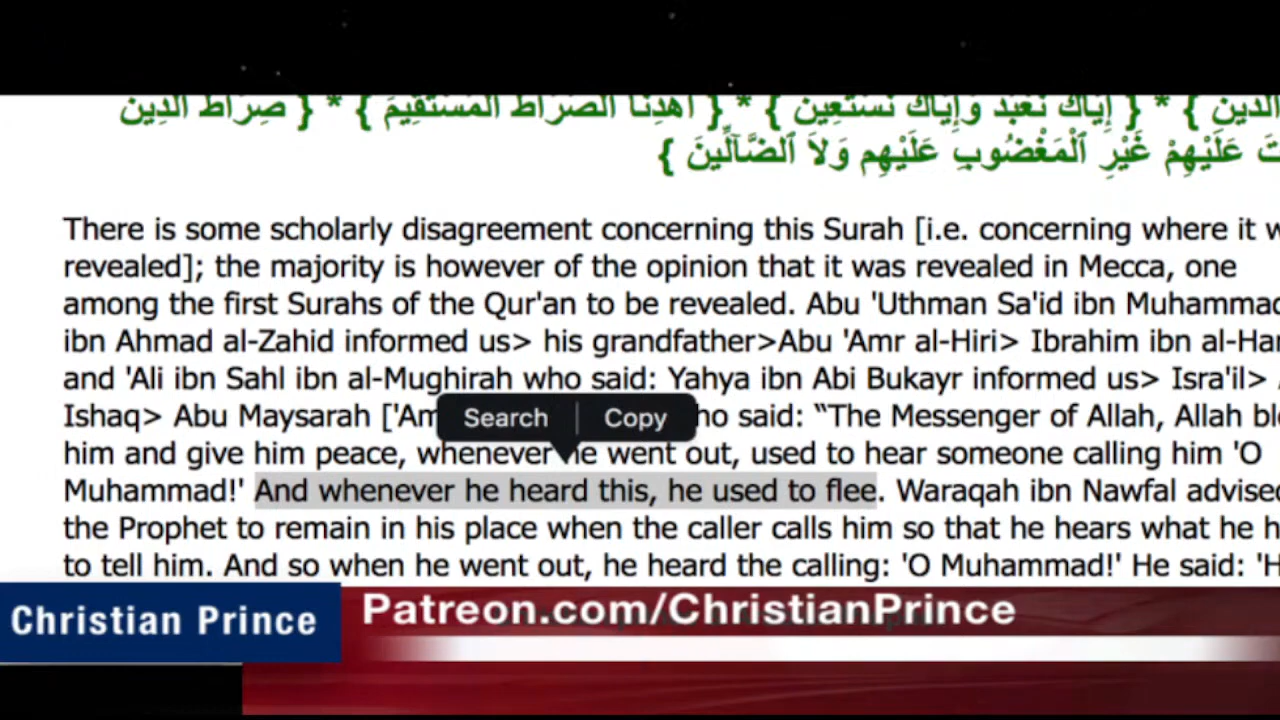 الدين } * { إِيَّاكَ نَعْبُدُ وَإِيَّاكَ نَسْتَعِينُ } * { ٱهْدِنَا ٱلصِّرَاطَ ٱلْمُسْتَقِيمَ } * { صِرَاطَ ٱلَّذِينَ
عَلَيْهِمْ غَيْرِ ٱلْمَغْضُوبِ عَلَيْهِم وَلاَ ٱلضَّآلِّينَ }
There is some scholarly disagreement concerning this Surah [i.e. concerning where it
revealed]; the majority is however of the opinion that it was revealed in Mecca, one
among the first Surahs of the Qur'an to be revealed. Abu 'Uthman Sa'id ibn Muhammad
ibn Ahmad al-Zahid informed us> his grandfather>Abu 'Amr al-Hiri> Ibrahim ibn
and 'Ali ibn Sahl ibn al-Mughirah who said: Yahya ibn Abi Bukayr informed us> Isra'il>
Search Copy
Ishaq> Abu Maysarah said: “The Messenger of Allah, Allah
him and give him peace, whenever he went out, used to hear someone calling him 'O
Muhammad!' And whenever he heard this, he used to flee. Waraqah ibn Nawfal advised
the Prophet to remain in his place when the caller calls him so that he hears what he
to tell him. And so when he went out, he heard the calling: 'O Muhammad!' He said:
Christian Prince
Patreon.com/ChristianPrince